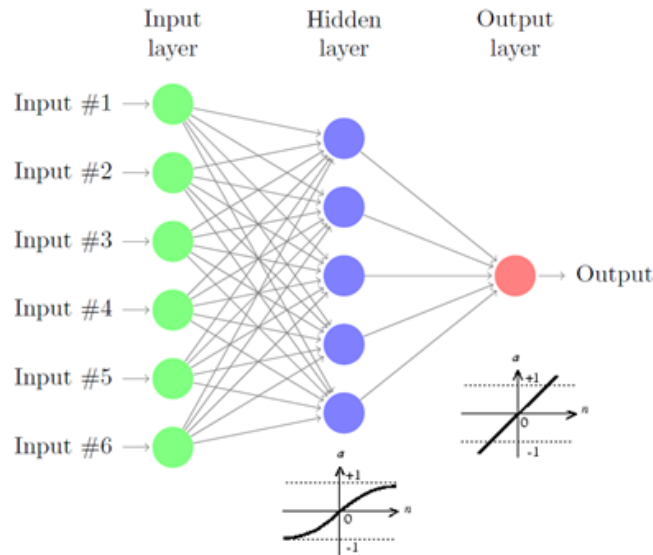 Input Hidden Output
layer layer layer
Input #1
Input #2
Input #3
Input #4
Input #5
Input #6
Output
a
+1
0
n
-1
a
+1
0
n
-1